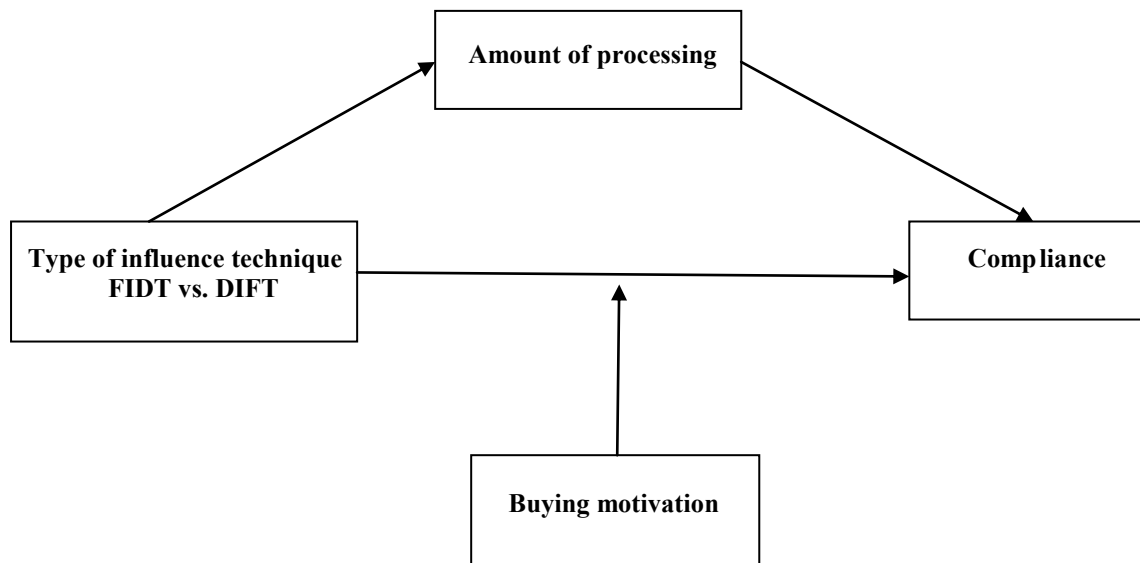 Amount of processing
Type of influence technique
FIDT vs. DIFT
Compliance
Buying motivation